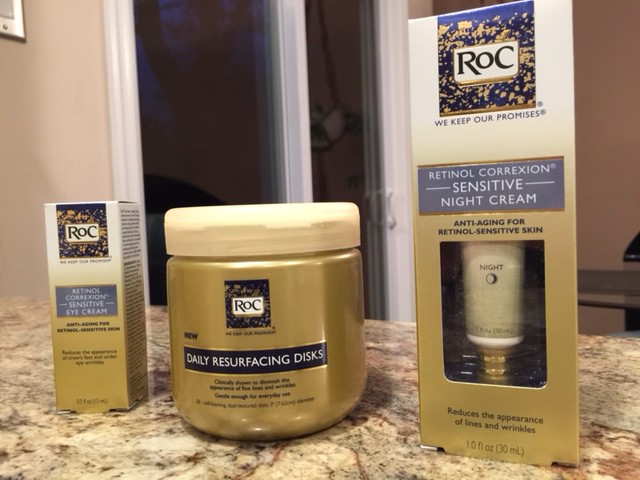 RoC
WE KEEP OUR PROMISES®
RETINOL
CORREXION®
SENSITIVE
EYE CREAM
ANTI-AGING FOR
RETINOL-SENSITIVE SKIN
Reduces the appearance
of crow's feet and under
eye wrinkles
RoC
WE KEEP OUR PROMISES®
NEW
DAILY RESURFACING DISKS
Clinically shown to diminish the
appearance of fine lines and wrinkles
Gentle enough for everyday use
RoC
®
WE KEEP OUR PROMISES®
RETINOL CORREXION®
SENSITIVE
NIGHT CREAM
ANTI-AGING FOR
RETINOL-SENSITIVE SKIN
NIGHT
Reduces the appearance
of lines and wrinkles
1.0 fl oz (30 mL)